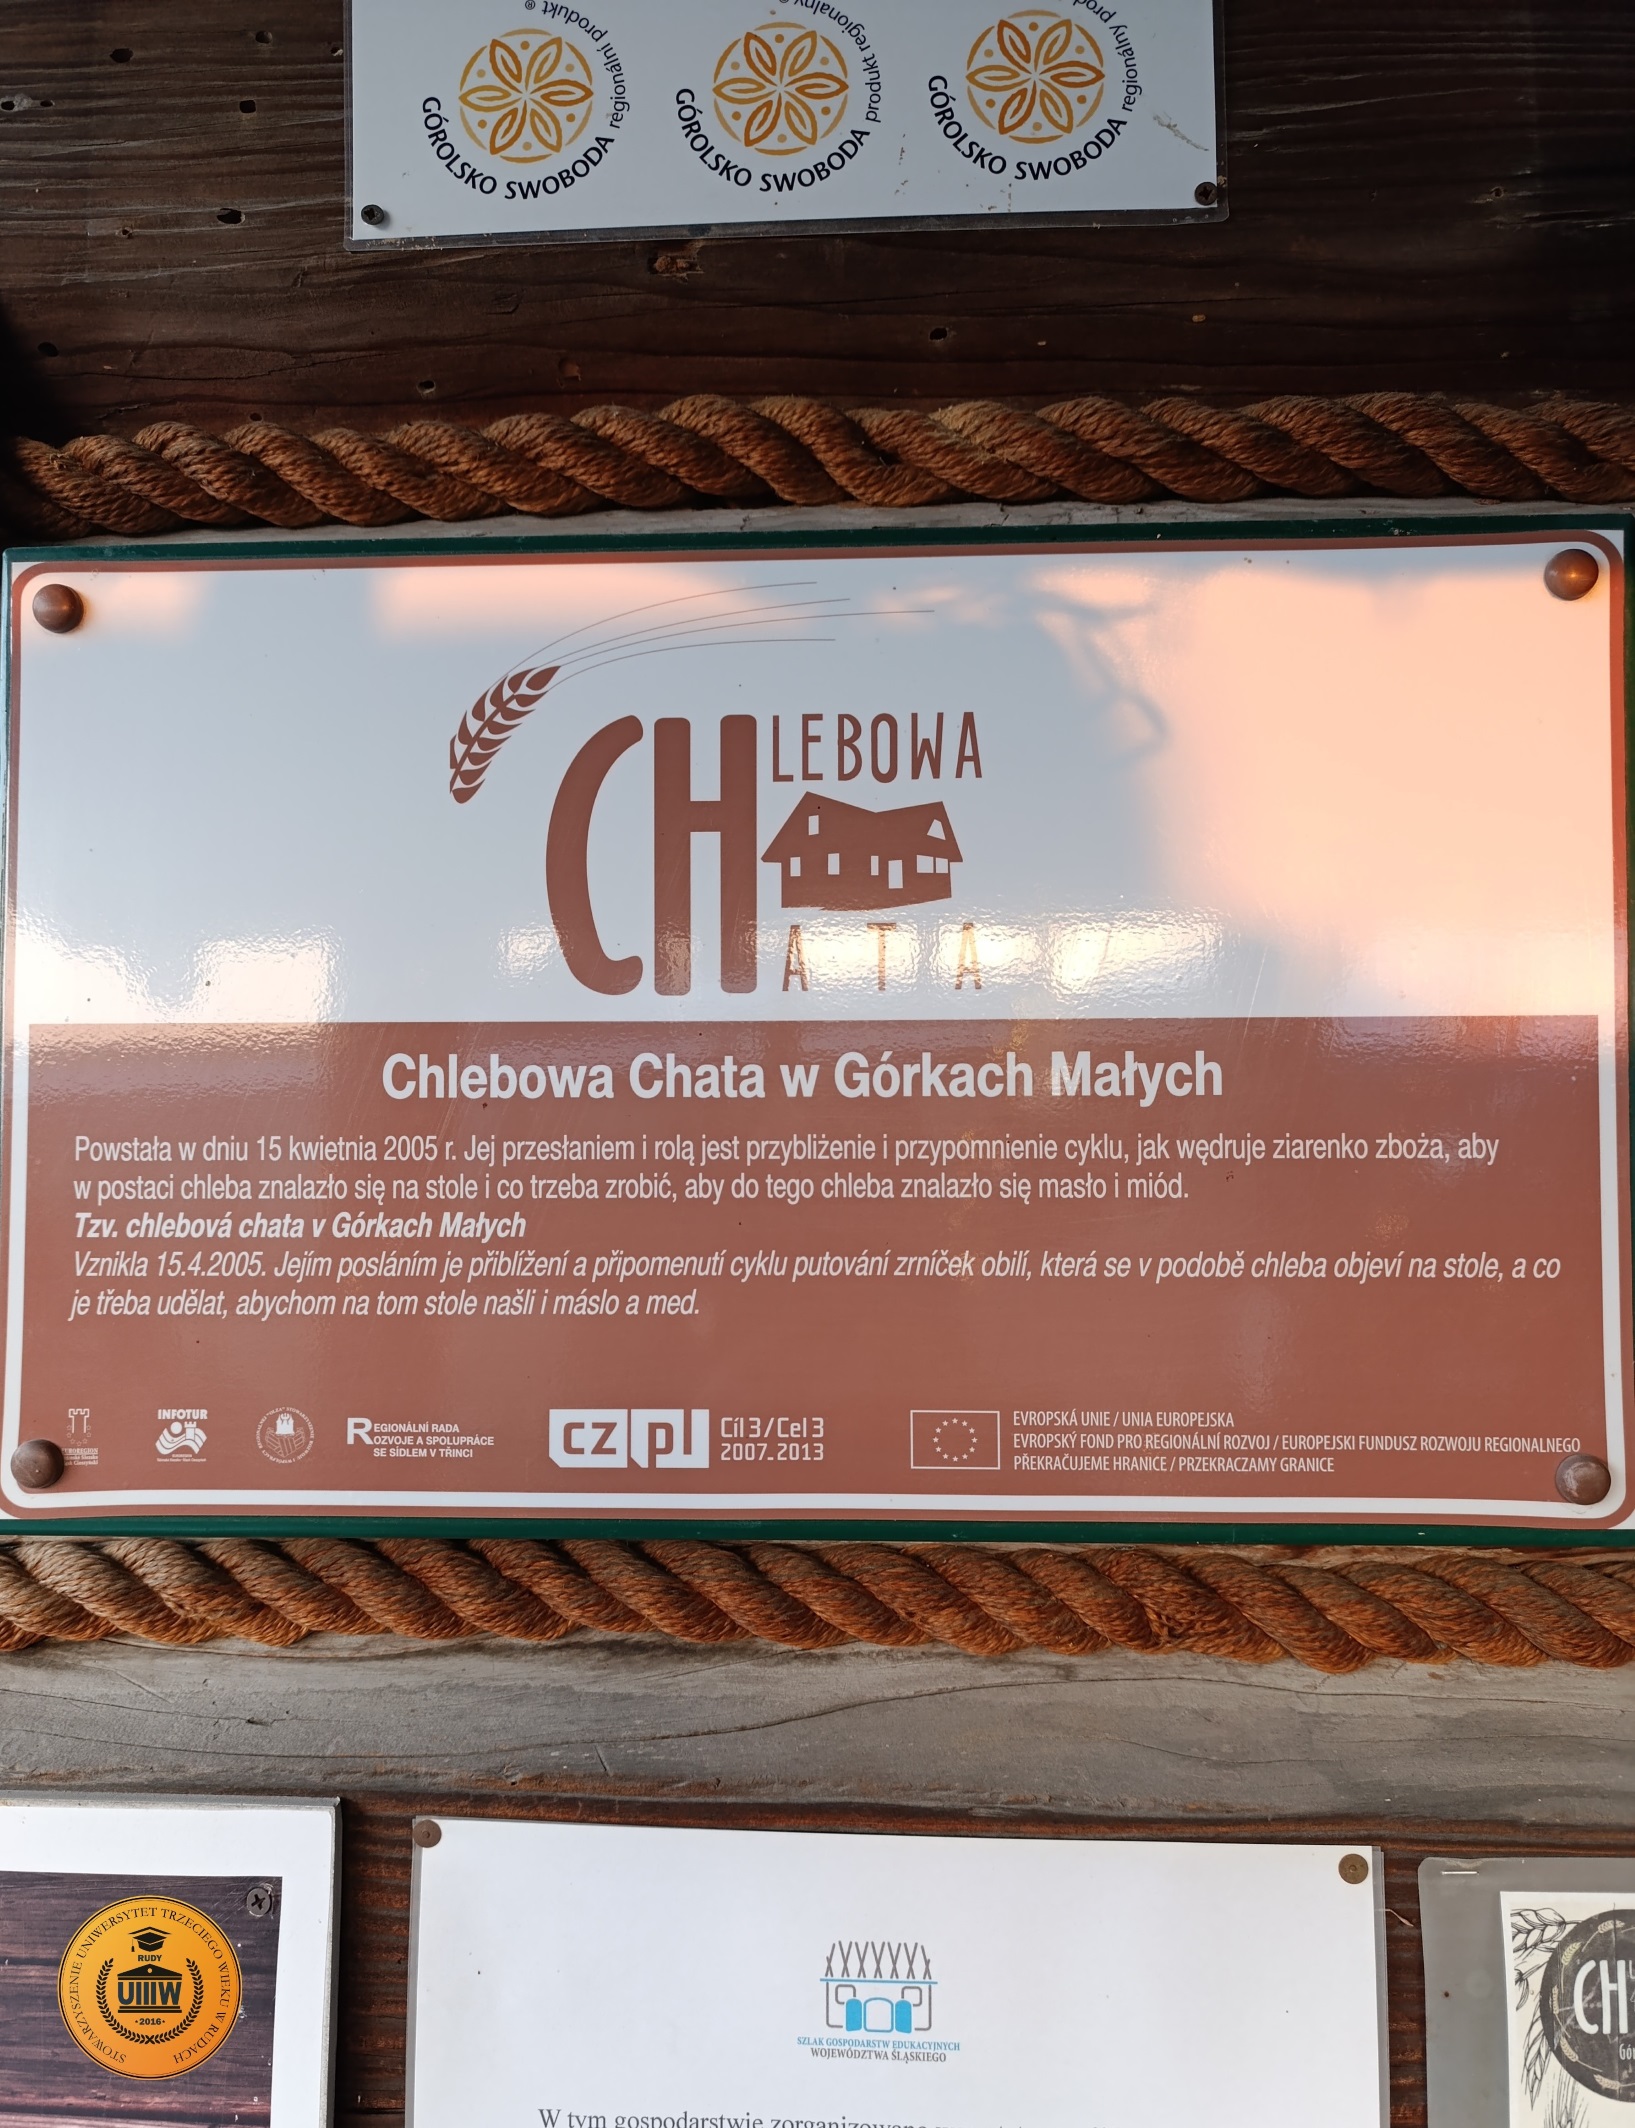 GÓROLSKO SWOBODA regionální produkt ®
GÓROLSKO SWOBODA produkt regionalny ®
GÓROLSKO SWOBODA regionálny
CHLEBOWA
CHATA
Chlebowa Chata w Górkach Małych
Powstała w dniu 15 kwietnia 2005 r. Jej przesłaniem i rolą jest przybliżenie i przypomnienie cyklu, jak wędruje ziarenko zboża, aby
w postaci chleba znalazło się na stole i co trzeba zrobić, aby do tego chleba znalazło się masło i miód.
Tzv. chlebová chata v Górkach Małych
Vznikla 15.4.2005. Jejím posláním je přiblížení a připomenutí cyklu putování zrníček obilí, která se v podobě chleba objeví na stole, a co
je třeba udělat, abychom na tom stole našli i máslo a med.
INFOTUR
REGIONÁLNÍ RADA
ROZVOJE A SPOLUPRÁCE
SE SÍDLEM V TŘINCI
cz pl
Cíl 3 / Cel 3
2007-2013
EVROPSKÁ UNIE / UNIA EUROPEJSKA
EVROPSKÝ FOND PRO REGIONÁLNÍ ROZVOJ / EUROPEJSKI FUNDUSZ ROZWOJU REGIONALNEGO
PŘEKRAČUJEME HRANICE / PRZEKRACZAMY GRANICE
STOWARZYSZENIE UNIWERSYTET TRZECIEGO WIEKU W RUDACH
RUDY
UIIIW
·2016·
SZLAK GOSPODARSTW EDUKACYJNYCH
WOJEWÓDZTWA ŚLĄSKIEGO
W tym gospodarstwie
CH